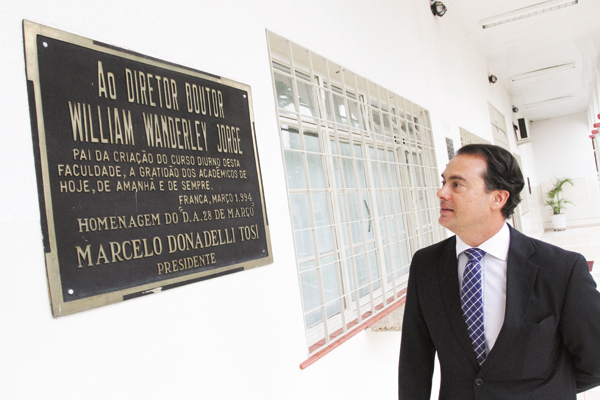 AO DIRETOR DOUTOR
WILLIAM WANDERLEY JORGE
PAI DA CRIAÇÃO DO CURSO DIURNO DESTA
FACULDADE, A GRATIDÃO DOS ACADÊMICOS DE
HOJE, DE AMANHÃ E DE SEMPRE.
FRANCA, MARÇO 1.994
HOMENAGEM DO D.A. 28 DE MARÇO
MARCELO DONADELLI TOSI
PRESIDENTE